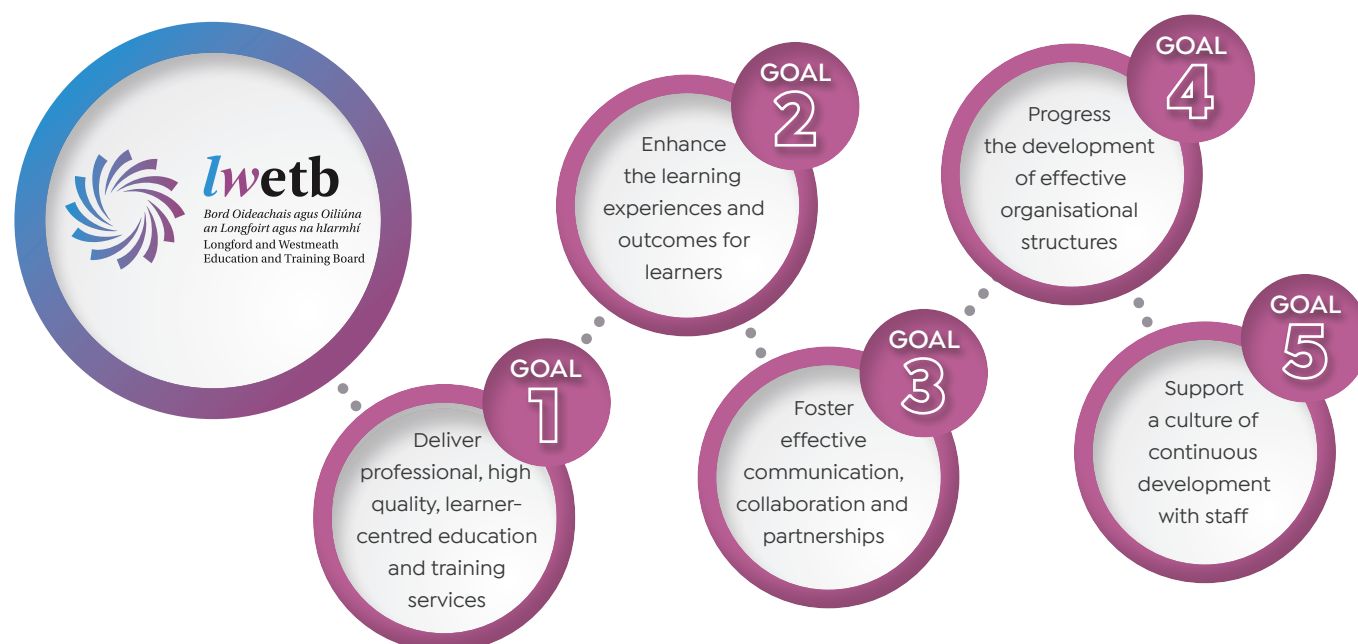 lwetb
Bord Oideachais agus Oiliúna
an Longfoirt agus na hIarmhí
Longford and Westmeath
Education and Training Board
GOAL
1
Deliver
professional, high
quality, learner-
centred education
and training
services
GOAL
2
Enhance
the learning
experiences and
outcomes for
learners
GOAL
3
Foster
effective
communication,
collaboration and
partnerships
GOAL
4
Progress
the development
of effective
organisational
structures
GOAL
5
Support
a culture of
continuous
development
with staff